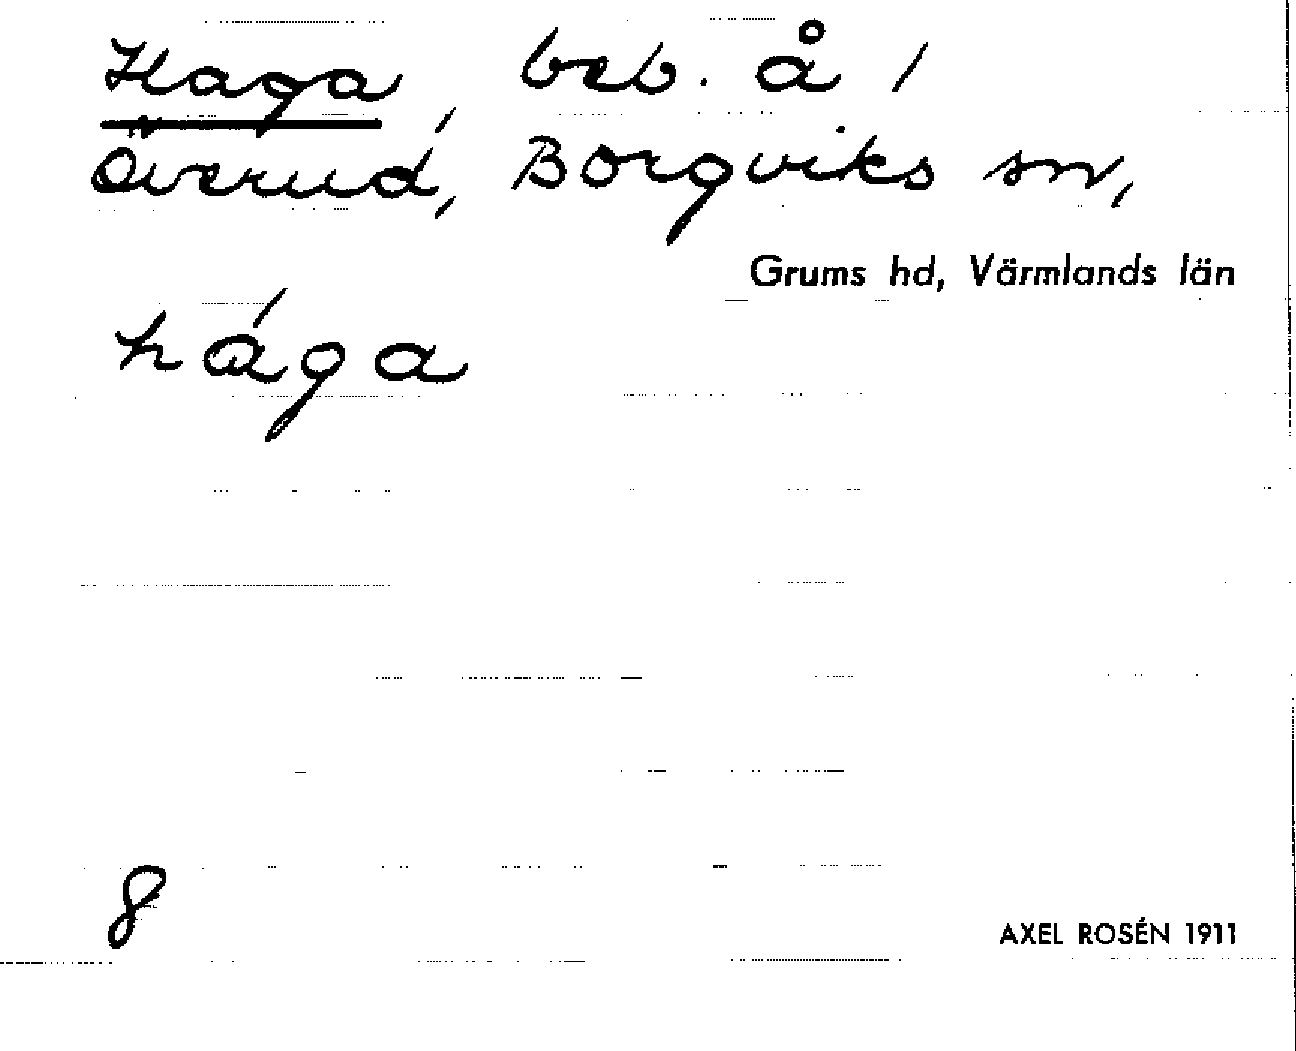 Haga, beb. å /
Överud, Borgviks sn,
Grums hd, Värmlands län
hága
8
AXEL ROSÉN 1911